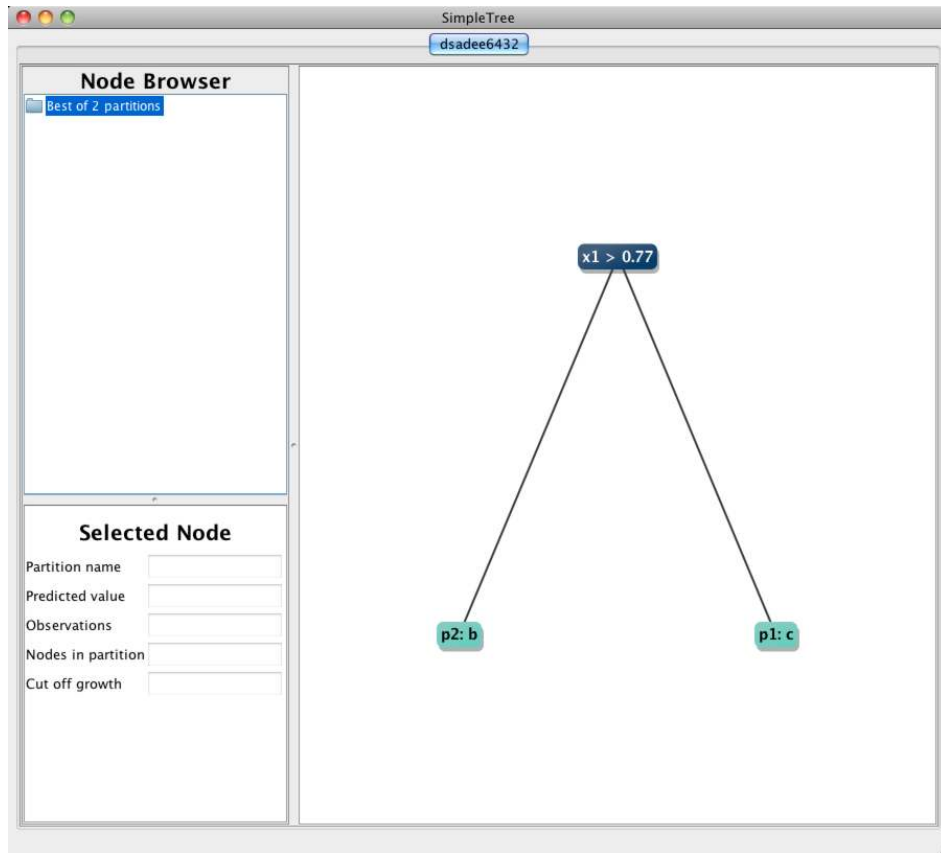 SimpleTree
dsadee6432
Node Browser
Best of 2 partitions
Selected Node
Partition name
Predicted value
Observations
Nodes in partition
Cut off growth
x1 > 0.77
p2: b
p1: c